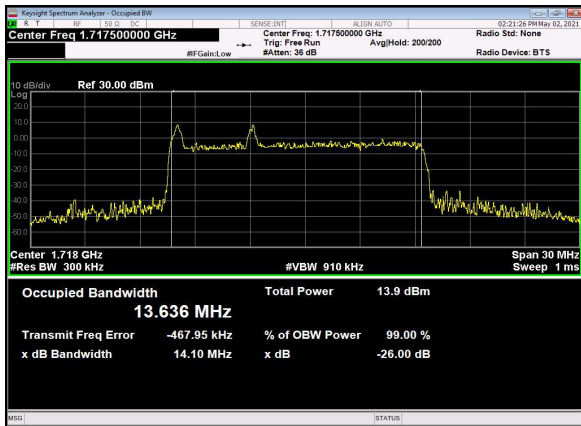 Keysight Spectrum Analyzer - Occupied BW
R T RF 50 Ω DC SENSE:INT ALIGN AUTO 02:21:26 PM May 02, 2021
Center Freq 1.717500000 GHz Center Freq: 1.717500000 GHz Radio Std: None
Trig: Free Run Avg|Hold: 200/200
#IFGain:Low #Atten: 36 dB Radio Device: BTS
10 dB/div Ref 30.00 dBm
Log
20.0
10.0
0.00
-10.0
-20.0
-30.0
-40.0
-50.0
-60.0
Center 1.718 GHz Span 30 MHz
#Res BW 300 kHz #VBW 910 kHz Sweep 1 ms
Occupied Bandwidth Total Power 13.9 dBm
13.636 MHz
Transmit Freq Error -467.95 kHz % of OBW Power 99.00 %
x dB Bandwidth 14.10 MHz x dB -26.00 dB
MSG STATUS